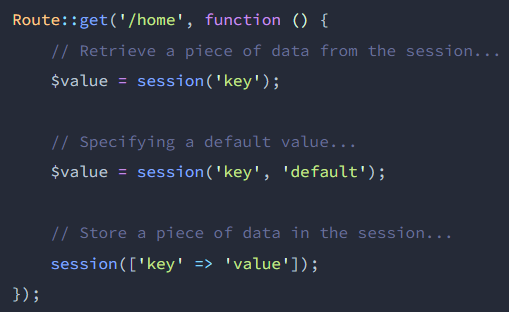 Route::get('/home', function () {
// Retrieve a piece of data from the session...
$value = session('key');
// Specifying a default value...
$value = session('key', 'default');
// Store a piece of data in the session...
session(['key' => 'value']);
});